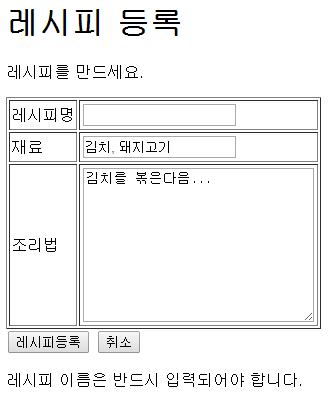 레시피 등록
레시피를 만드세요.
레시피명
재료 김치, 돼지고기
조리법 김치를 볶은다음...
레시피등록 취소
레시피 이름은 반드시 입력되어야 합니다.